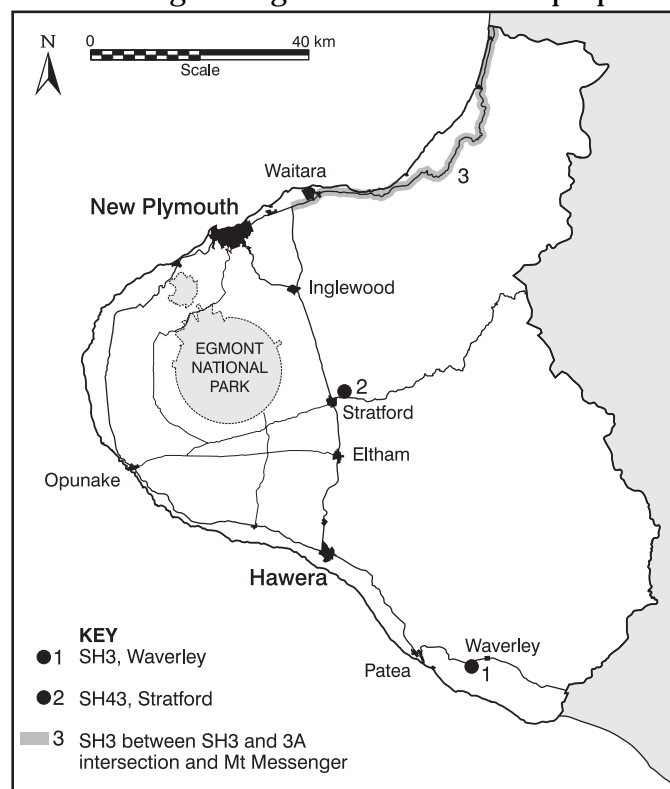 N
0 40 km
Scale
Waitara
3
New Plymouth
Inglewood
EGMONT
NATIONAL
PARK
2
Stratford
Eltham
Opunake
Hawera
KEY
1 SH3, Waverley
2 SH43, Stratford
3 SH3 between SH3 and 3A
intersection and Mt Messenger
Waverley
Patea
1